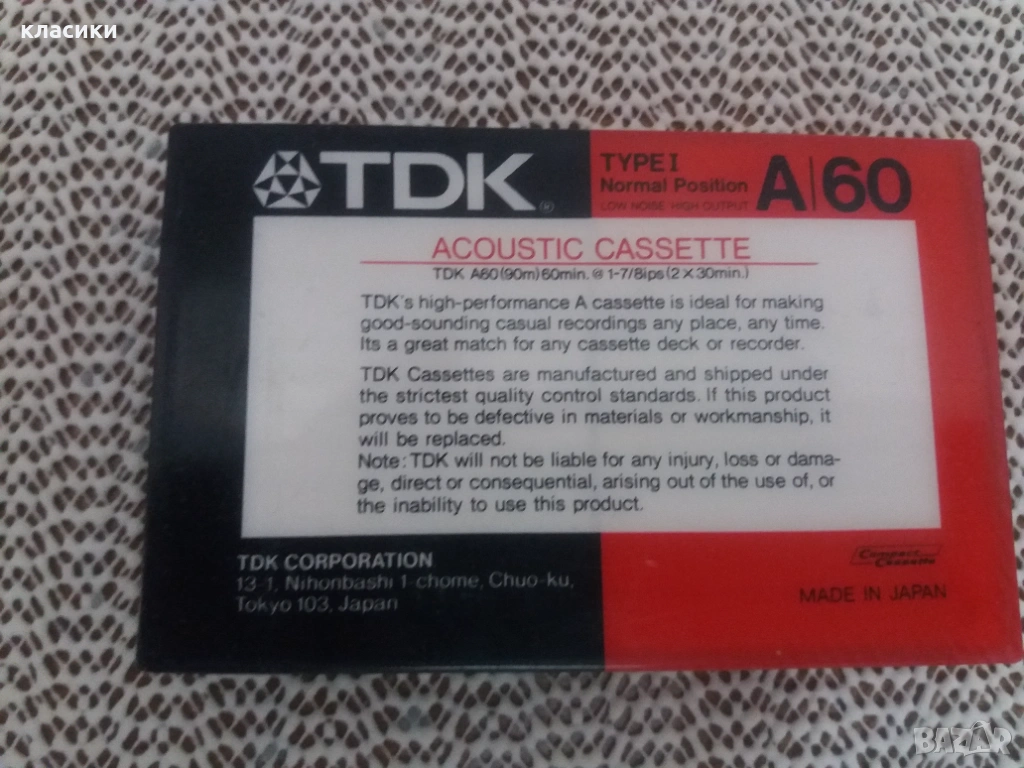 класики
TDK®
TYPE I
Normal Position
LOW NOISE HIGH OUTPUT
A/60
ACOUSTIC CASSETTE
TDK A60(90m)60min. @ 1-7/8ips(2×30min.)
TDK's high-performance A cassette is ideal for making
good-sounding casual recordings any place, any time.
Its a great match for any cassette deck or recorder.
TDK Cassettes are manufactured and shipped under
the strictest quality control standards. If this product
proves to be defective in materials or workmanship, it
will be replaced.
Note: TDK will not be liable for any injury, loss or dama-
ge, direct or consequential, arising out of the use of, or
the inability to use this product.
TDK CORPORATION
13-1, Nihonbashi 1-chome, Chuo-ku,
Tokyo 103, Japan
Compact
Cassette
MADE IN JAPAN
BAZAR